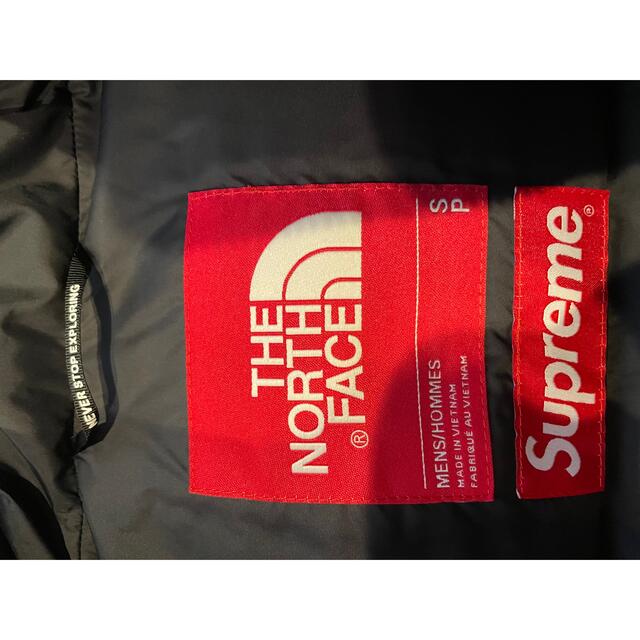 NEVER STOP EXPLORING
THE
NORTH
FACE
®
S
P
MENS/HOMMES
MADE IN VIETNAM
FABRIQUÉ AU VIETNAM
Supreme®